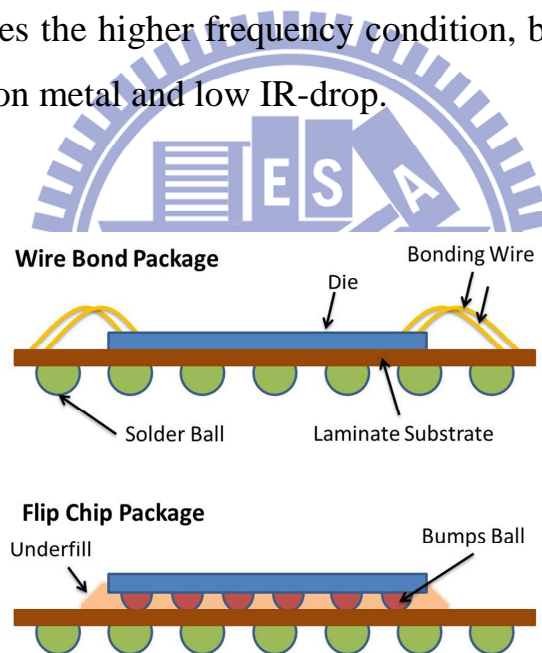 es the higher frequency condition, b
on metal and low IR-drop.
E S A
Wire Bond Package
Bonding Wire
Die
Solder Ball
Laminate Substrate
Flip Chip Package
Underfill
Bumps Ball